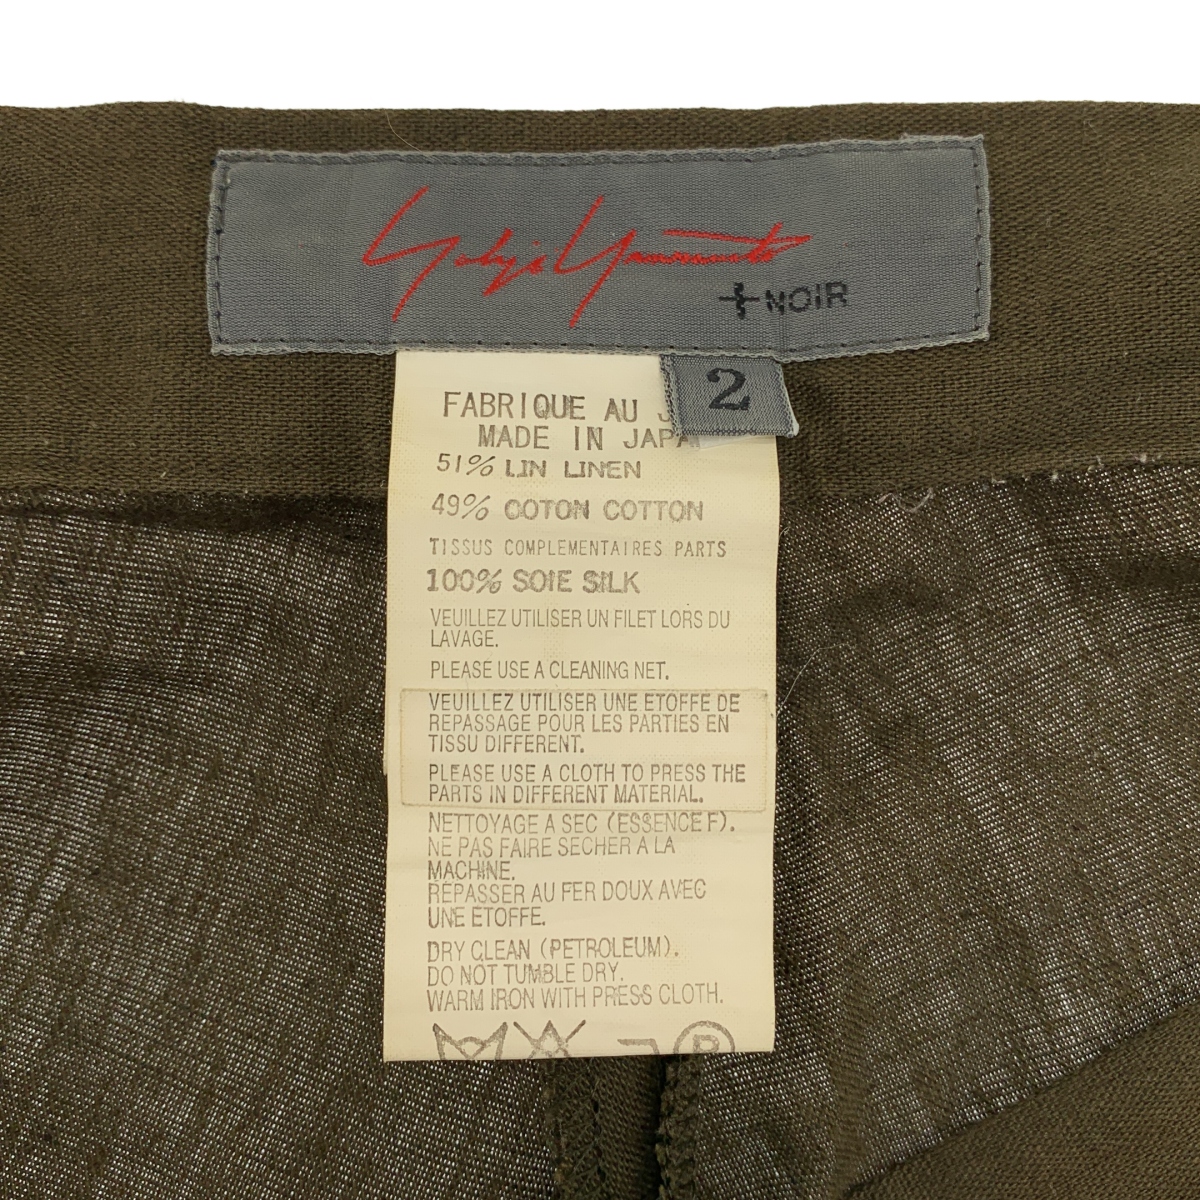 Yohji Yamamoto
+NOIR
2
FABRIQUE AU
MADE IN JAPA
51% LIN LINEN
49% COTON COTTON
TISSUS COMPLEMENTAIRES PARTS
100% SOIE SILK
VEUILLEZ UTILISER UN FILET LORS DU
LAVAGE.
PLEASE USE A CLEANING NET.
VEUILLEZ UTILISER UNE ETOFFE DE
REPASSAGE POUR LES PARTIES EN
TISSU DIFFERENT.
PLEASE USE A CLOTH TO PRESS THE
PARTS IN DIFFERENT MATERIAL.
NETTOYAGE A SEC (ESSENCE F).
NE PAS FAIRE SECHER A LA
MACHINE.
REPASSER AU FER DOUX AVEC
UNE ETOFFE.
DRY CLEAN (PETROLEUM).
DO NOT TUMBLE DRY.
WARM IRON WITH PRESS CLOTH.